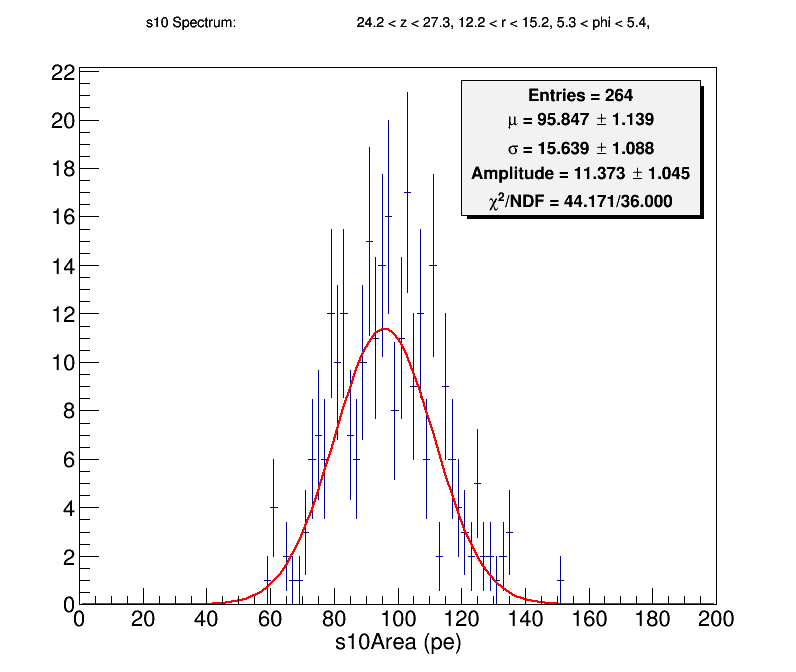 s10 Spectrum: 24.2 < z < 27.3, 12.2 < r < 15.2, 5.3 < phi < 5.4,
22
20
18
16
14
12
10
8
6
4
2
0
Entries = 264
μ = 95.847 ± 1.139
σ = 15.639 ± 1.088
Amplitude = 11.373 ± 1.045
χ²/NDF = 44.171/36.000
0 20 40 60 80 100 120 140 160 180 200
s10Area (pe)